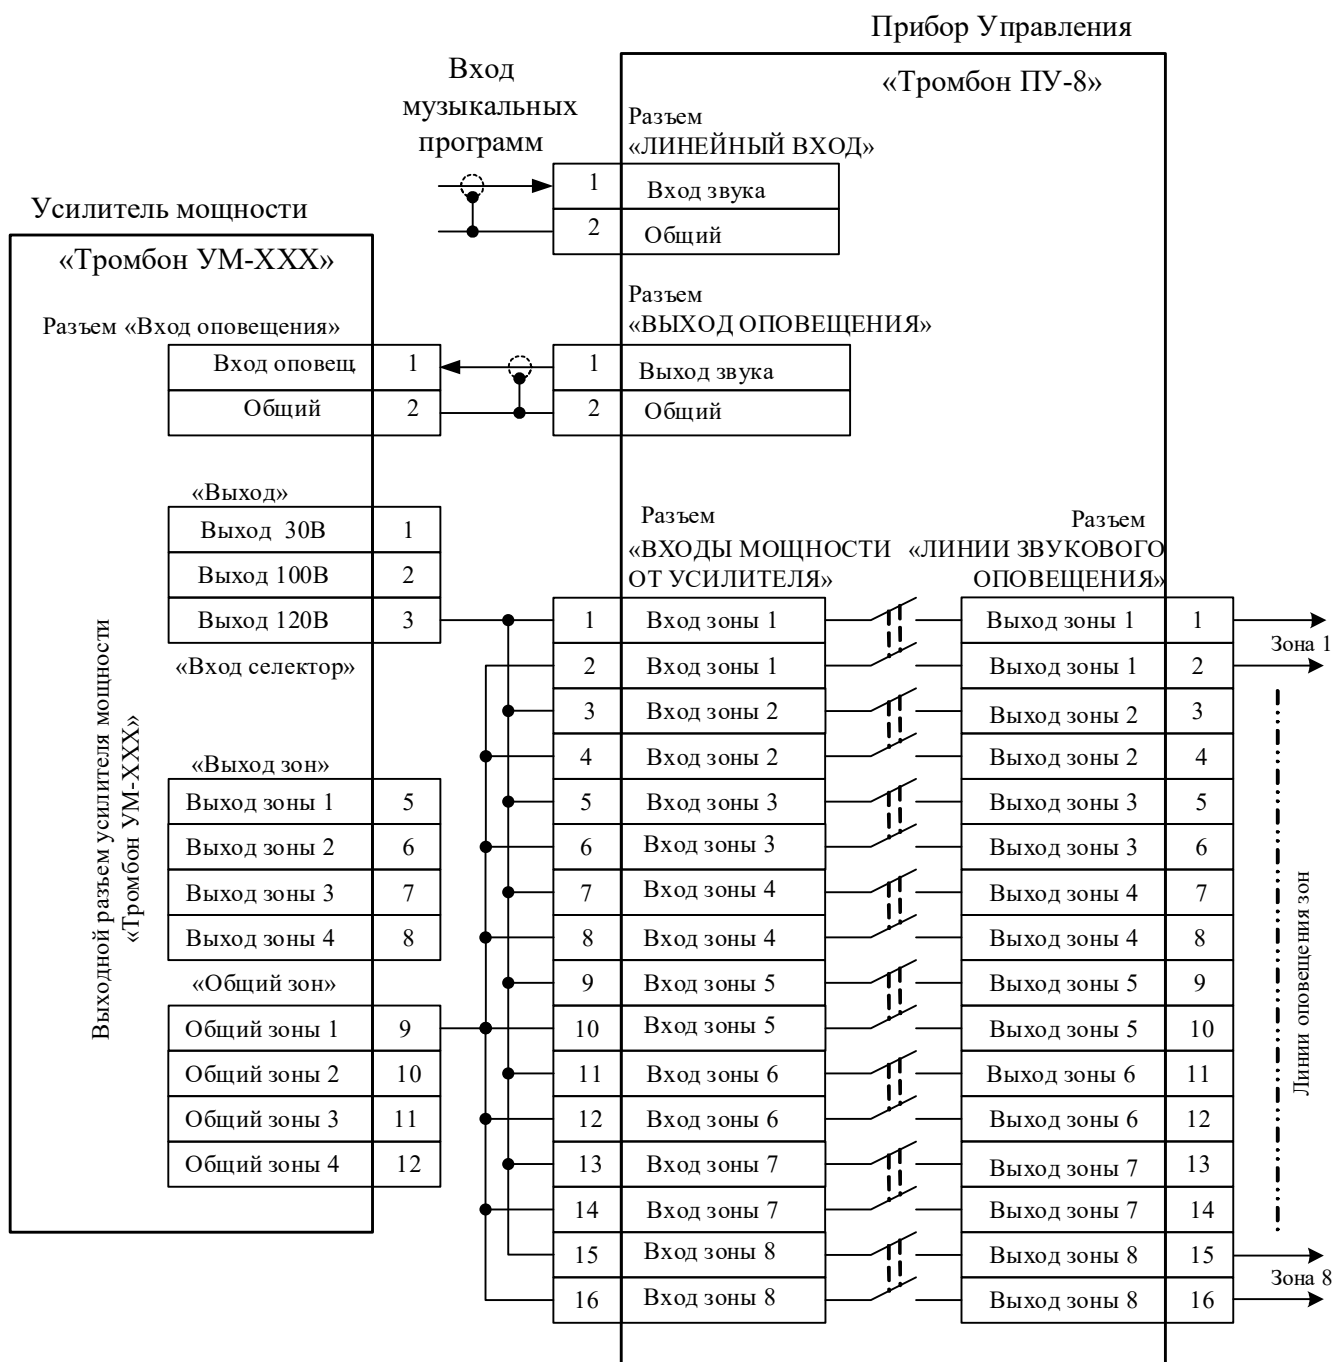 Прибор Управления
«Тромбон ПУ-8»
Вход
музыкальных
программ
Разъем
«ЛИНЕЙНЫЙ ВХОД»
1 Вход звука
2 Общий
Усилитель мощности
«Тромбон УМ-ХХХ»
Разъем «Вход оповещения»
Вход оповещ. 1
Общий 2
Разъем
«ВЫХОД ОПОВЕЩЕНИЯ»
1 Выход звука
2 Общий
«Выход»
Выход 30В 1
Выход 100В 2
Выход 120В 3
«Вход селектор»
«Выход зон»
Выход зоны 1 5
Выход зоны 2 6
Выход зоны 3 7
Выход зоны 4 8
«Общий зон»
Общий зоны 1 9
Общий зоны 2 10
Общий зоны 3 11
Общий зоны 4 12
Выходной разъем усилителя мощности
«Тромбон УМ-ХХХ»
Разъем
«ВХОДЫ МОЩНОСТИ
ОТ УСИЛИТЕЛЯ»
1 Вход зоны 1
2 Вход зоны 1
3 Вход зоны 2
4 Вход зоны 2
5 Вход зоны 3
6 Вход зоны 3
7 Вход зоны 4
8 Вход зоны 4
9 Вход зоны 5
10 Вход зоны 5
11 Вход зоны 6
12 Вход зоны 6
13 Вход зоны 7
14 Вход зоны 7
15 Вход зоны 8
16 Вход зоны 8
Разъем
«ЛИНИИ ЗВУКОВОГО
ОПОВЕЩЕНИЯ»
Выход зоны 1 1
Выход зоны 1 2
Выход зоны 2 3
Выход зоны 2 4
Выход зоны 3 5
Выход зоны 3 6
Выход зоны 4 7
Выход зоны 4 8
Выход зоны 5 9
Выход зоны 5 10
Выход зоны 6 11
Выход зоны 6 12
Выход зоны 7 13
Выход зоны 7 14
Выход зоны 8 15
Выход зоны 8 16
Зона 1
Линии оповещения зон
Зона 8